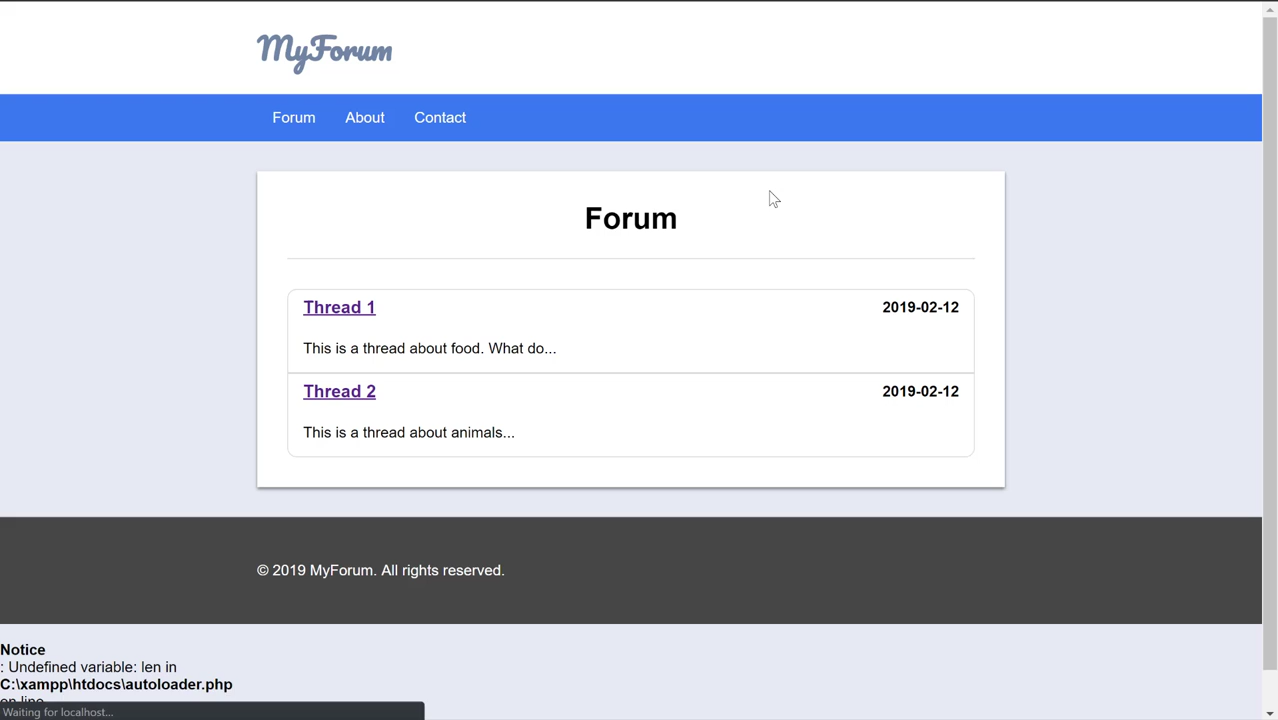 MyForum
Forum About Contact
Forum
Thread 1 2019-02-12
This is a thread about food. What do...
Thread 2 2019-02-12
This is a thread about animals...
© 2019 MyForum. All rights reserved.
Notice
: Undefined variable: len in
C:\xampp\htdocs\autoloader.php
on line
Waiting for localhost...